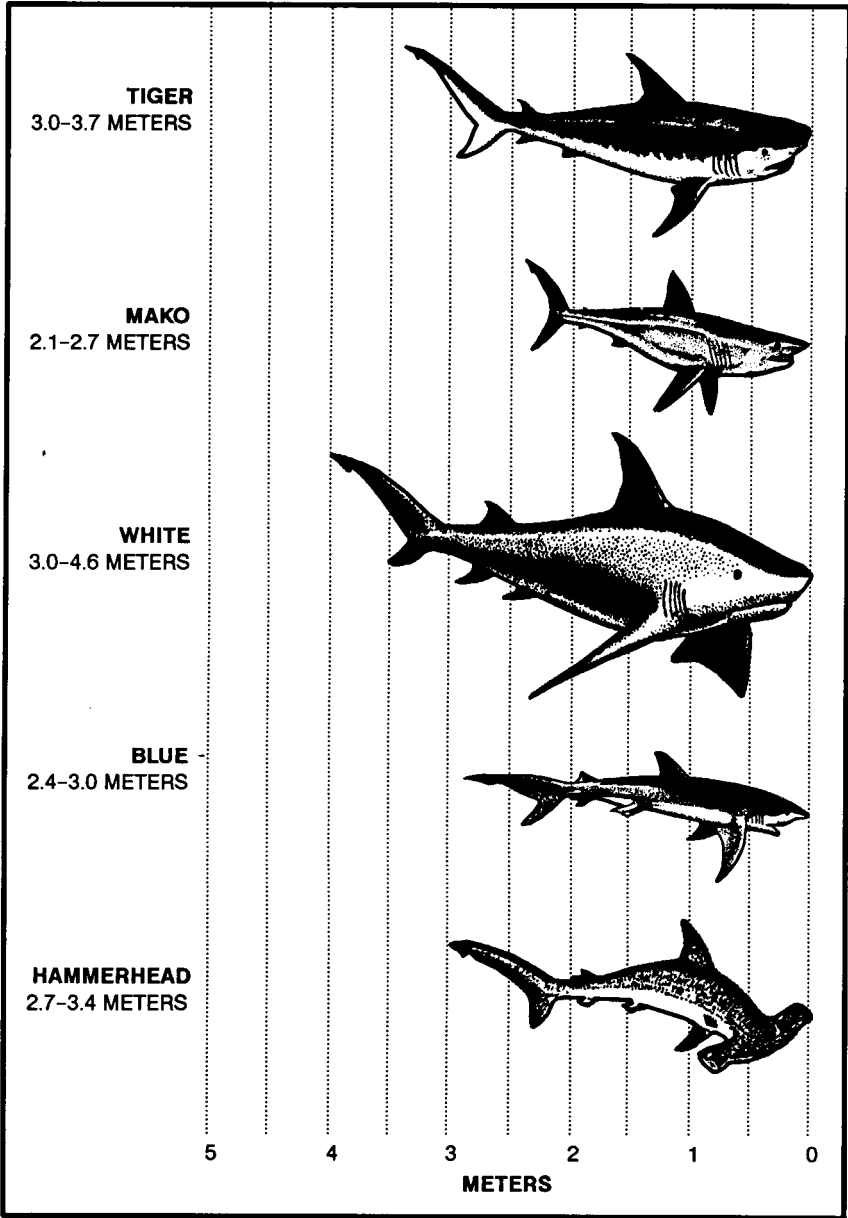 TIGER
3.0–3.7 METERS
MAKO
2.1–2.7 METERS
WHITE
3.0–4.6 METERS
BLUE
2.4–3.0 METERS
HAMMERHEAD
2.7–3.4 METERS
5 4 3 2 1 0
METERS